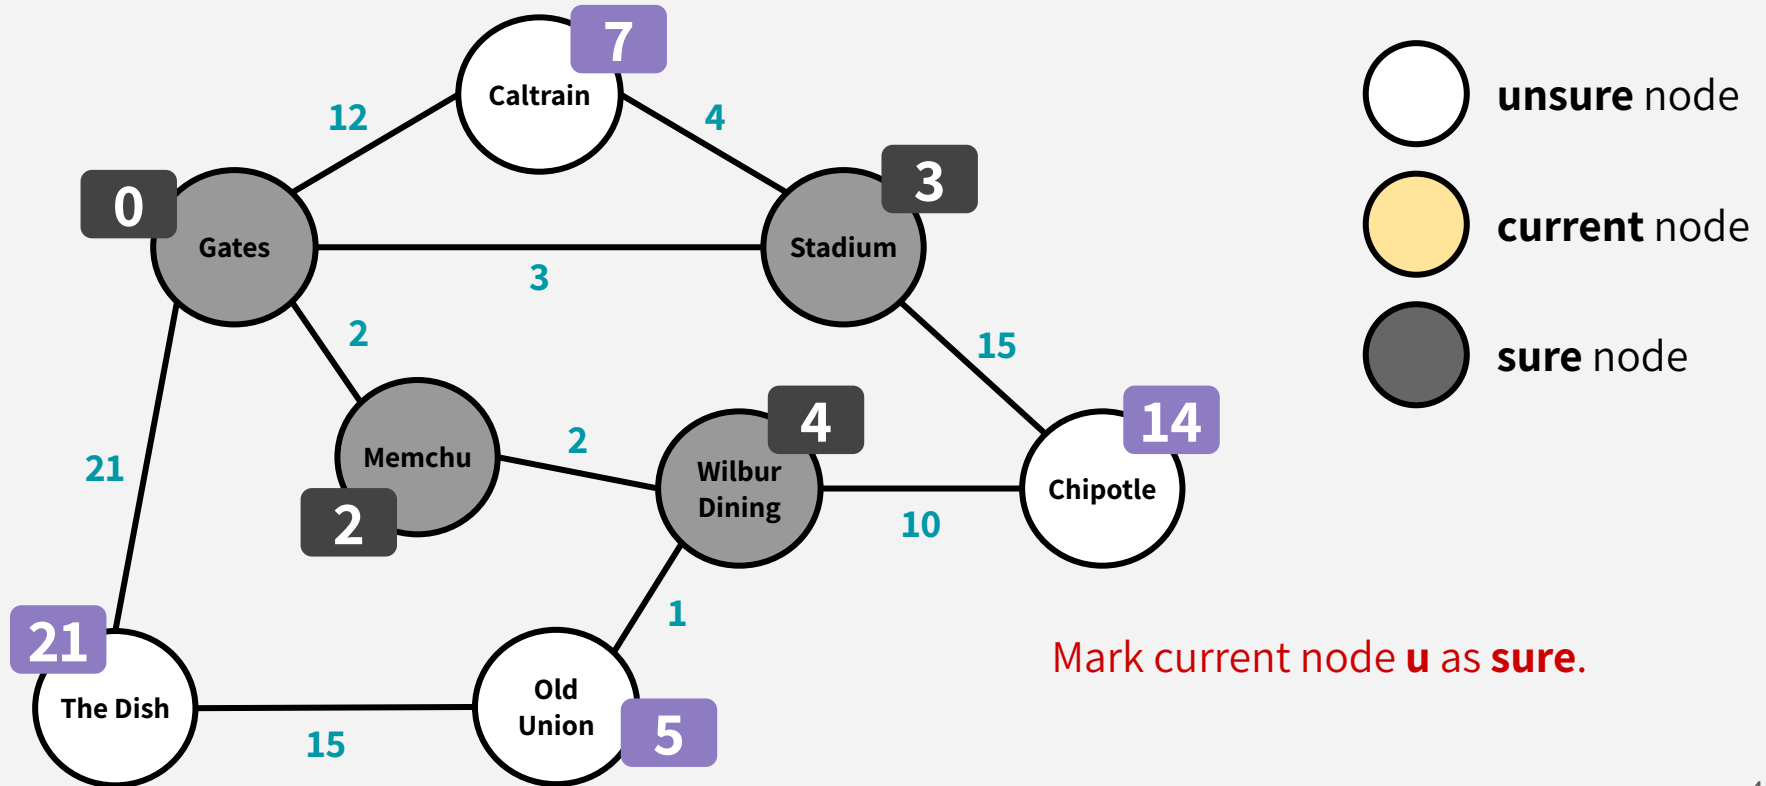 7
Caltrain
12
4
0
3
Gates
Stadium
3
2
15
21
Memchu
2
2
4
Wilbur
Dining
14
Chipotle
10
21
The Dish
15
Old
Union
5
1
unsure node
current node
sure node
Mark current node u as sure.